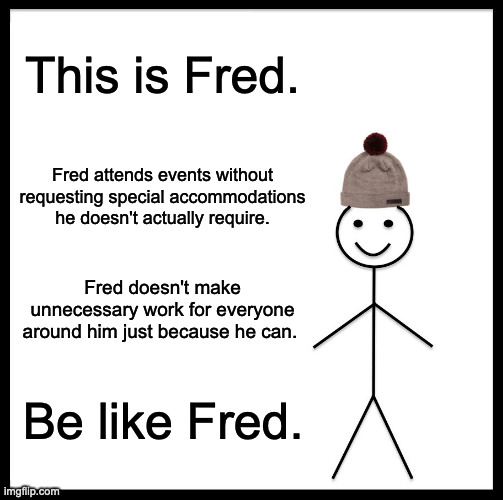 This is Fred.
Fred attends events without
requesting special accommodations
he doesn't actually require.
Fred doesn't make
unnecessary work for everyone
around him just because he can.
Be like Fred.
imgflip.com